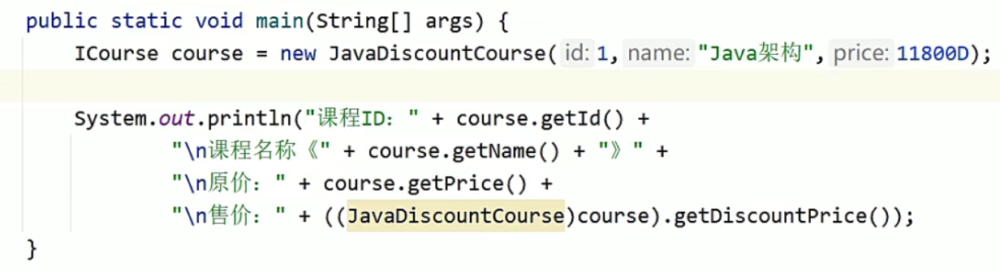 public static void main(String[] args) {
ICourse course = new JavaDiscountCourse( id: 1, name: "Java架构", price: 11800D);
System.out.println("课程ID：" + course.getId() +
"\n课程名称《" + course.getName() + "》" +
"\n原价：" + course.getPrice() +
"\n售价：" + ((JavaDiscountCourse)course).getDiscountPrice());
}